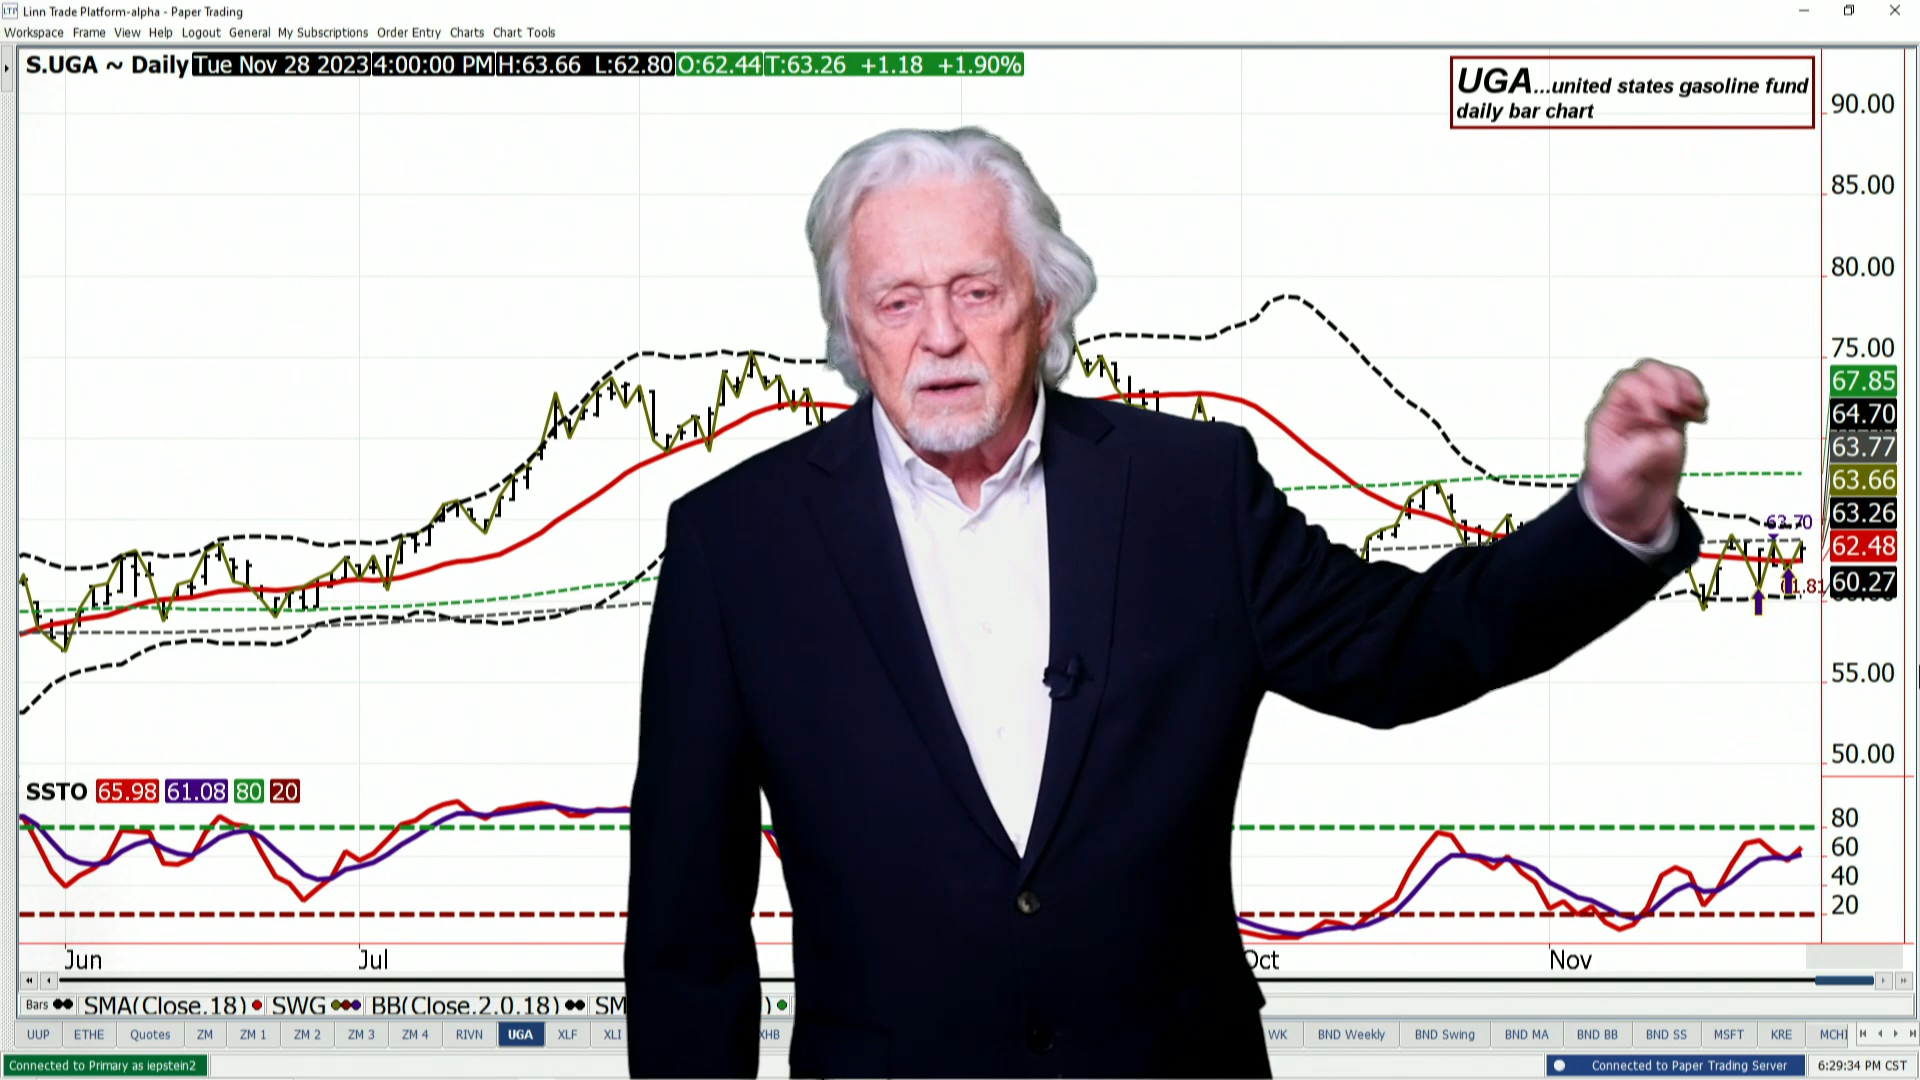 Linn Trade Platform-alpha - Paper Trading
Workspace Frame View Help Logout General My Subscriptions Order Entry Charts Chart Tools
S.UGA ~ Daily Tue Nov 28 2023 4:00:00 PM H:63.66 L:62.80 O:62.44 T:63.26 +1.18 +1.90%
UGA...united states gasoline fund
daily bar chart
90.00
85.00
80.00
75.00
67.85
64.70
63.77
63.66
63.26
62.48
60.27
63.70
55.00
50.00
SSTO 65.98 61.08 80 20
80
60
40
20
Jun Jul Oct Nov
Bars SMA(Close,18) SWG BB(Close,2.0,18) SM )
UUP ETHE Quotes ZM ZM 1 ZM 2 ZM 3 ZM 4 RIVN UGA XLF XLI XHB WK BND Weekly BND Swing BND MA BND BB BND SS MSFT KRE MCHI
Connected to Primary as iepstein2 Connected to Paper Trading Server 6:29:34 PM CST